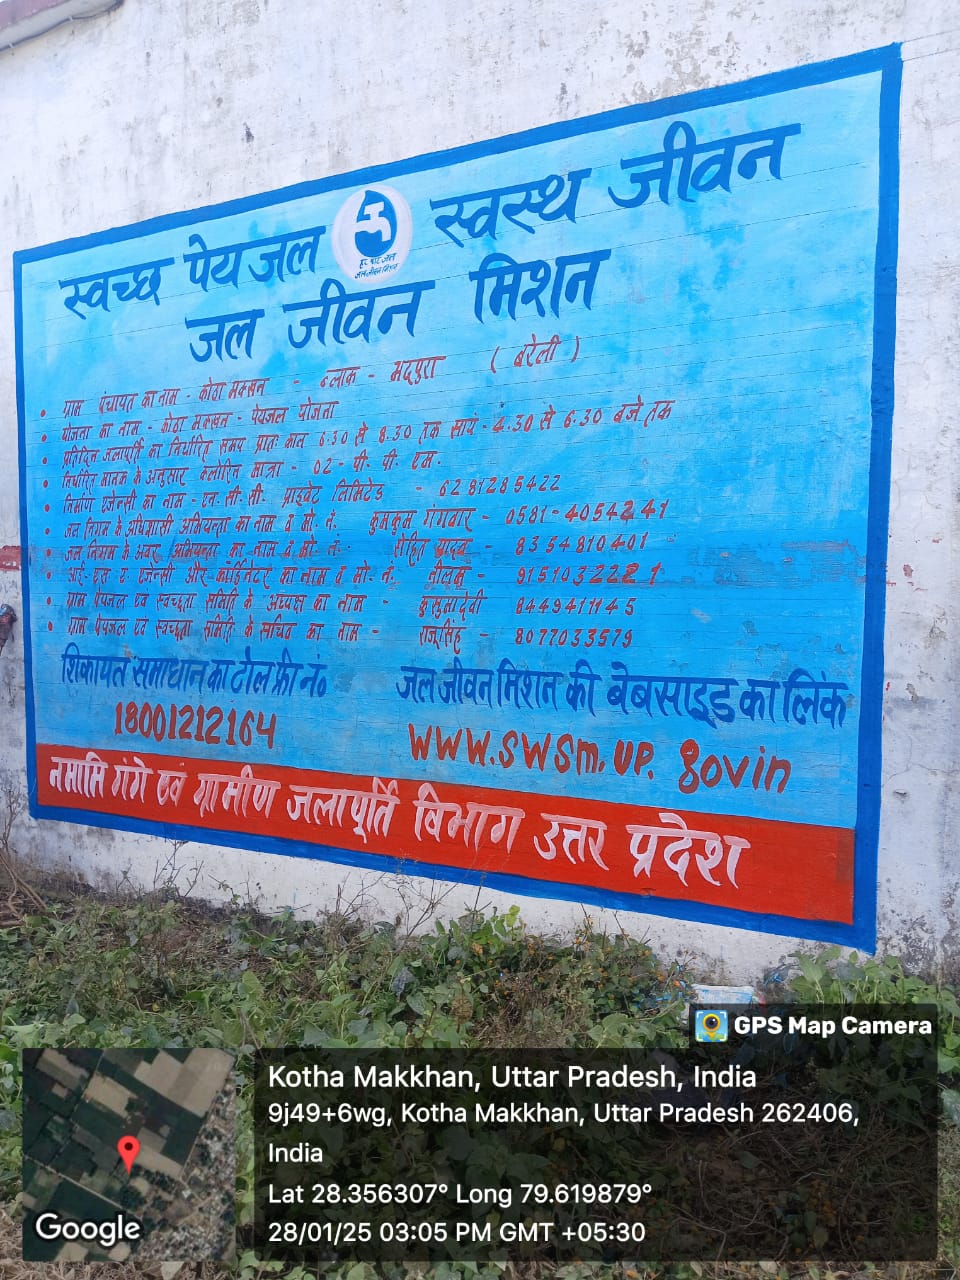 स्वच्छ पेयजल स्वस्थ जीवन
हर घर जल
जल जीवन मिशन
जल जीवन मिशन
• ग्राम पंचायत का नाम - कोठा मक्खन - ब्लाक - भदपुरा ( बरेली )
• योजना का नाम - कोठा मक्खन - पेयजल योजना
• प्रतिदिन जलापूर्ति का निर्धारित समय प्रातः काल 6:30 से 8.30 तक सायं - 4.30 से 6.30 बजे तक
• निर्धारित मानक के अनुसार क्लोरिन मात्रा - 02 - पी. पी. एम.
• निर्माण एजेन्सी का नाम - एन. सी. सी. प्राइवेट लिमिटेड - 6281285422
• जल निगम के अधिशासी अभियन्ता का नाम व मो. नं. कुमकुम गंगवार - 0581-4054241
• जल निगम के अवर अभियन्ता का नाम व मो. नं. - रोहित यादव - 8354810401
• आई. एस. ए. एजेन्सी और कॉर्डिनेटर का नाम व मो. नं. नीलम - 9151032221
• ग्राम पेयजल एवं स्वच्छता समिति के अध्यक्ष का नाम - कुसुमादेवी 8449411145
• ग्राम पेयजल एवं स्वच्छता समिति के सचिव का नाम - राजूसिंह - 8077033579
शिकायत समाधान का टोल फ्री नं०
18001212164
जल जीवन मिशन की बेबसाइड का लिंक
WWW.SWSm.UP. govin
नमामि गंगे एवं ग्रामीण जलापूर्ति विभाग उत्तर प्रदेश
GPS Map Camera
Kotha Makkhan, Uttar Pradesh, India
9j49+6wg, Kotha Makkhan, Uttar Pradesh 262406,
India
Lat 28.356307° Long 79.619879°
28/01/25 03:05 PM GMT +05:30
Google